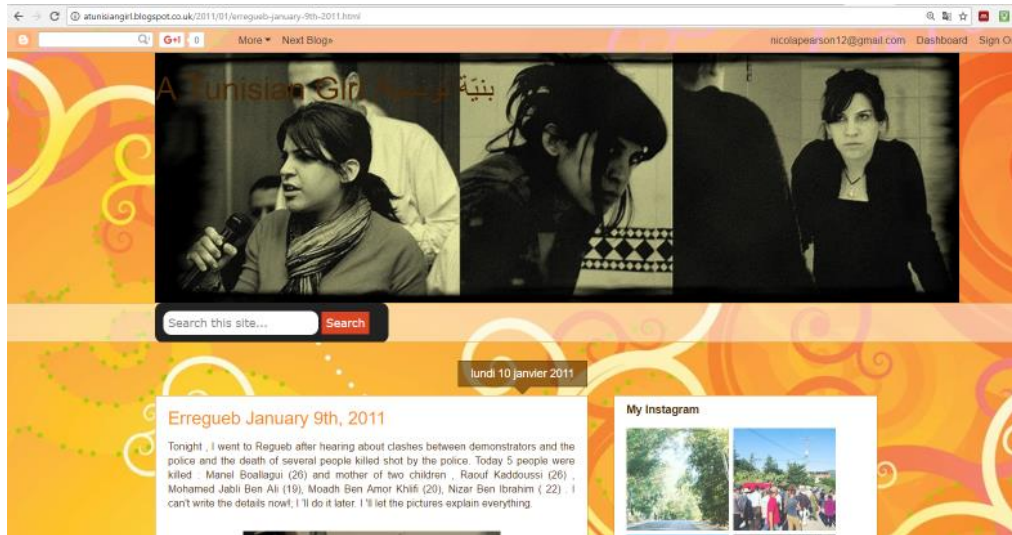 atunisiangirl.blogspot.co.uk/2011/01/erregueb-january-9th-2011.html
G+1 0 More Next Blog» nicolapearson12@gmail.com Dashboard Sign O
A Tunisian Girl بنيّة تونسية
Search this site... Search
lundi 10 janvier 2011
Erregueb January 9th, 2011
Tonight , I went to Regueb after hearing about clashes between demonstrators and the
police and the death of several people killed shot by the police. Today 5 people were
killed : Manel Boallagui (26) and mother of two children , Raouf Kaddoussi (26) ,
Mohamed Jabli Ben Ali (19), Moadh Ben Amor Khlifi (20), Nizar Ben Ibrahim ( 22) . I
can't write the details now!, I 'll do it later. I 'll let the pictures explain everything.
My Instagram